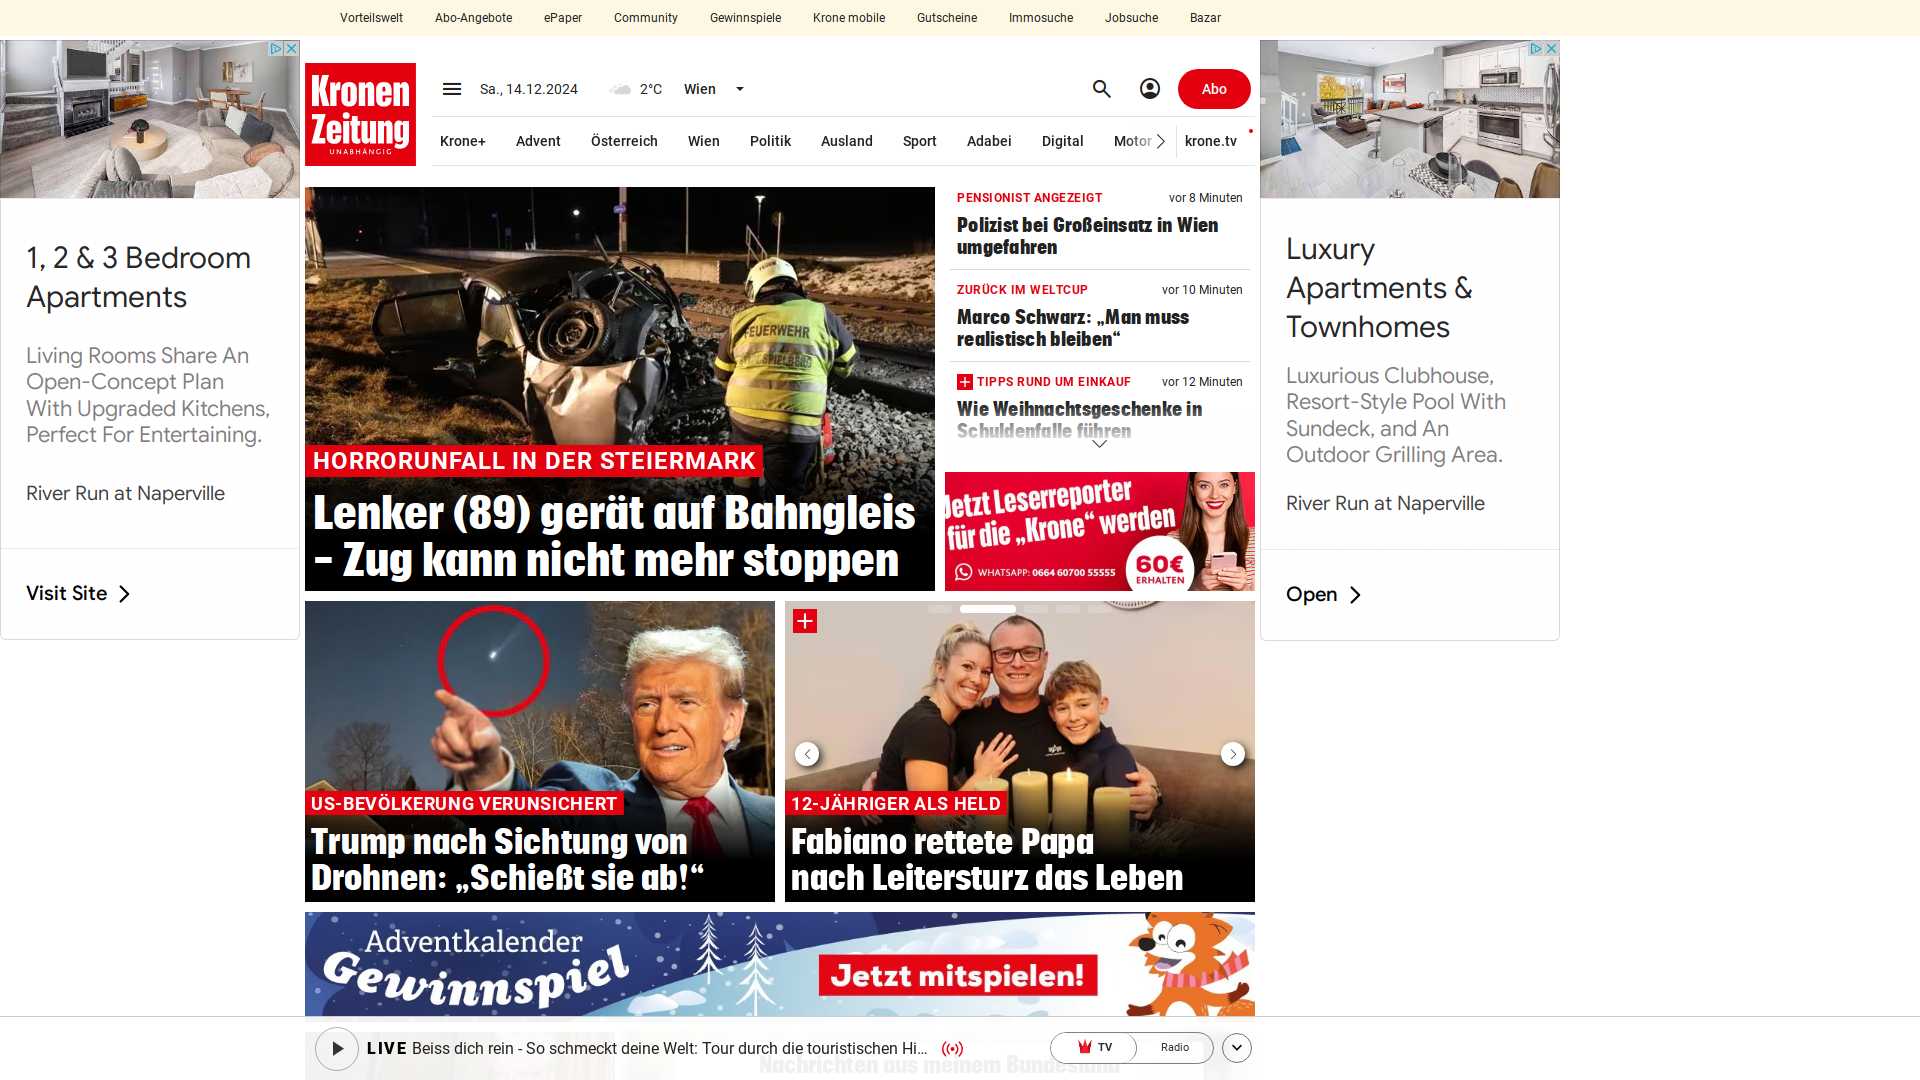 Vorteilswelt
Abo-Angebote
ePaper
Community
Gewinnspiele
Krone mobile
Gutscheine
Immosuche
Jobsuche
Bazar
Kronen
Zeitung
UNABHÄNGIG
Sa., 14.12.2024
2°C
Wien
Abo
Krone+
Advent
Österreich
Wien
Politik
Ausland
Sport
Adabei
Digital
Motor
krone.tv
1, 2 & 3 Bedroom
Apartments
Living Rooms Share An
Open-Concept Plan
With Upgraded Kitchens,
Perfect For Entertaining.
River Run at Naperville
Visit Site
FEUERWEHR
HORRORUNFALL IN DER STEIERMARK
Lenker (89) gerät auf Bahngleis
– Zug kann nicht mehr stoppen
PENSIONIST ANGEZEIGT
vor 8 Minuten
Polizist bei Großeinsatz in Wien
umgefahren
ZURÜCK IM WELTCUP
vor 10 Minuten
Marco Schwarz: „Man muss
realistisch bleiben“
TIPPS RUND UM EINKAUF
vor 12 Minuten
Wie Weihnachtsgeschenke in
Schuldenfalle führen
Jetzt Leserreporter
für die „Krone“ werden
WHATSAPP: 0664 60700 55555
60€
ERHALTEN
Luxury
Apartments &
Townhomes
Luxurious Clubhouse,
Resort-Style Pool With
Sundeck, and An
Outdoor Grilling Area.
River Run at Naperville
Open
US-BEVÖLKERUNG VERUNSICHERT
Trump nach Sichtung von
Drohnen: „Schießt sie ab!“
12-JÄHRIGER ALS HELD
Fabiano rettete Papa
nach Leitersturz das Leben
Adventkalender
Gewinnspiel
Jetzt mitspielen!
LIVE Beiss dich rein - So schmeckt deine Welt: Tour durch die touristischen Hi...
TV
Radio
Nachrichten aus meinem Bundesland